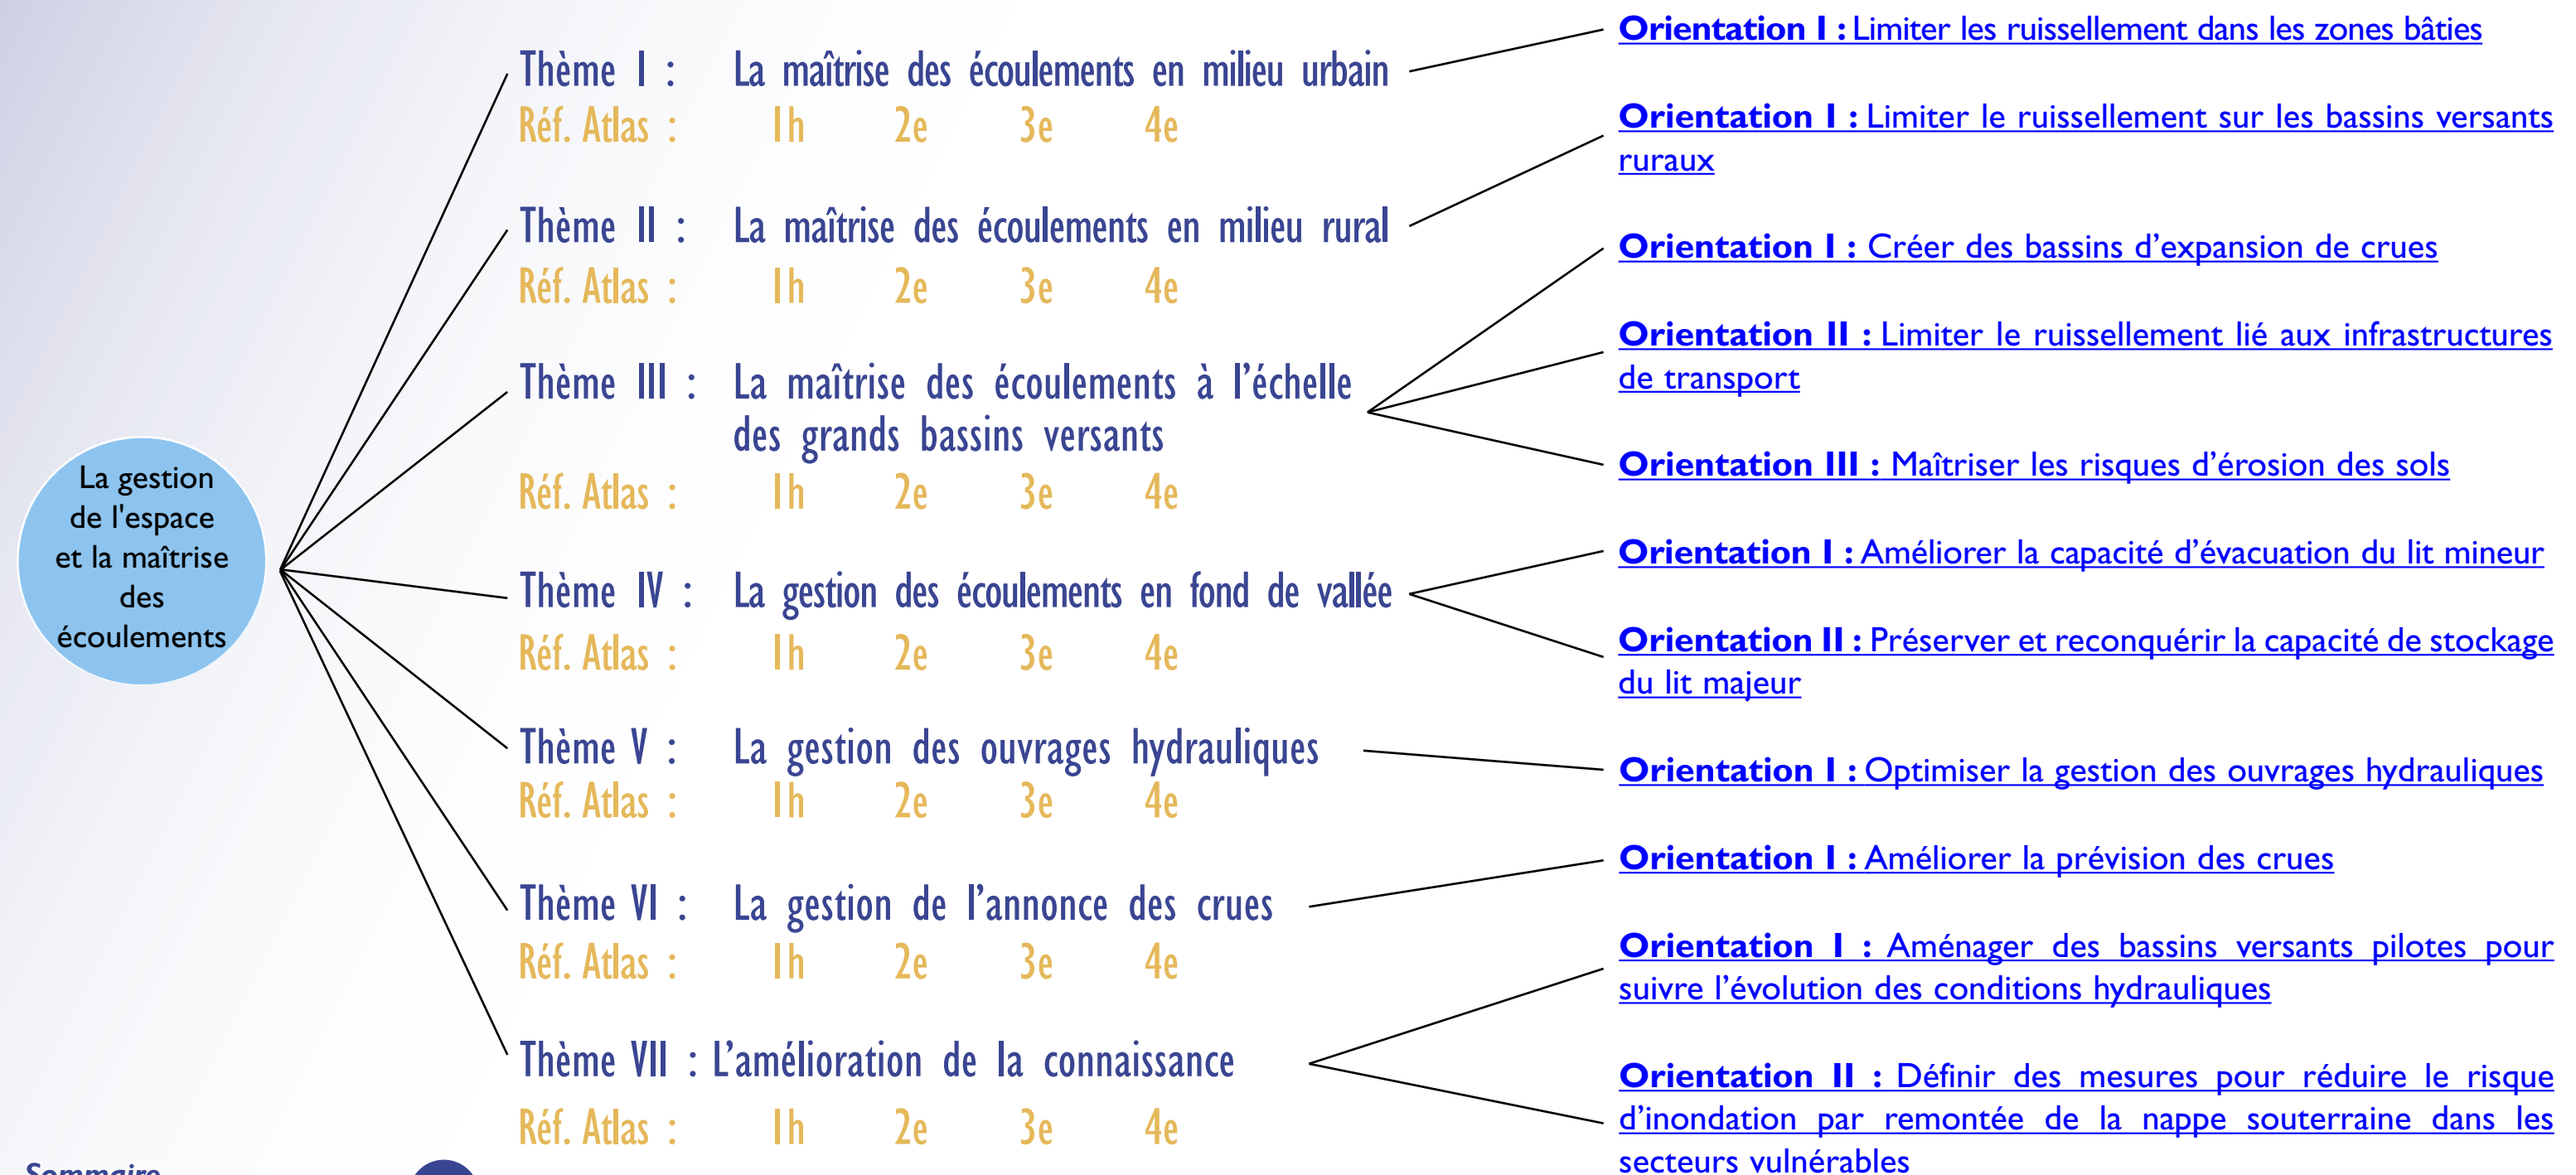 La gestion
de l'espace
et la maîtrise
des
écoulements
Thème I : La maîtrise des écoulements en milieu urbain
Réf. Atlas : 1h 2e 3e 4e
Orientation I : Limiter les ruissellement dans les zones bâties
Thème II : La maîtrise des écoulements en milieu rural
Réf. Atlas : 1h 2e 3e 4e
Orientation I : Limiter le ruissellement sur les bassins versants
ruraux
Thème III : La maîtrise des écoulements à l’échelle
des grands bassins versants
Réf. Atlas : 1h 2e 3e 4e
Orientation I : Créer des bassins d’expansion de crues
Orientation II : Limiter le ruissellement lié aux infrastructures
de transport
Orientation III : Maîtriser les risques d’érosion des sols
Thème IV : La gestion des écoulements en fond de vallée
Réf. Atlas : 1h 2e 3e 4e
Orientation I : Améliorer la capacité d’évacuation du lit mineur
Orientation II : Préserver et reconquérir la capacité de stockage
du lit majeur
Thème V : La gestion des ouvrages hydrauliques
Réf. Atlas : 1h 2e 3e 4e
Orientation I : Optimiser la gestion des ouvrages hydrauliques
Thème VI : La gestion de l’annonce des crues
Réf. Atlas : 1h 2e 3e 4e
Orientation I : Améliorer la prévision des crues
Thème VII : L’amélioration de la connaissance
Réf. Atlas : 1h 2e 3e 4e
Orientation I : Aménager des bassins versants pilotes pour
suivre l’évolution des conditions hydrauliques
Orientation II : Définir des mesures pour réduire le risque
d’inondation par remontée de la nappe souterraine dans les
secteurs vulnérables
Sommaire